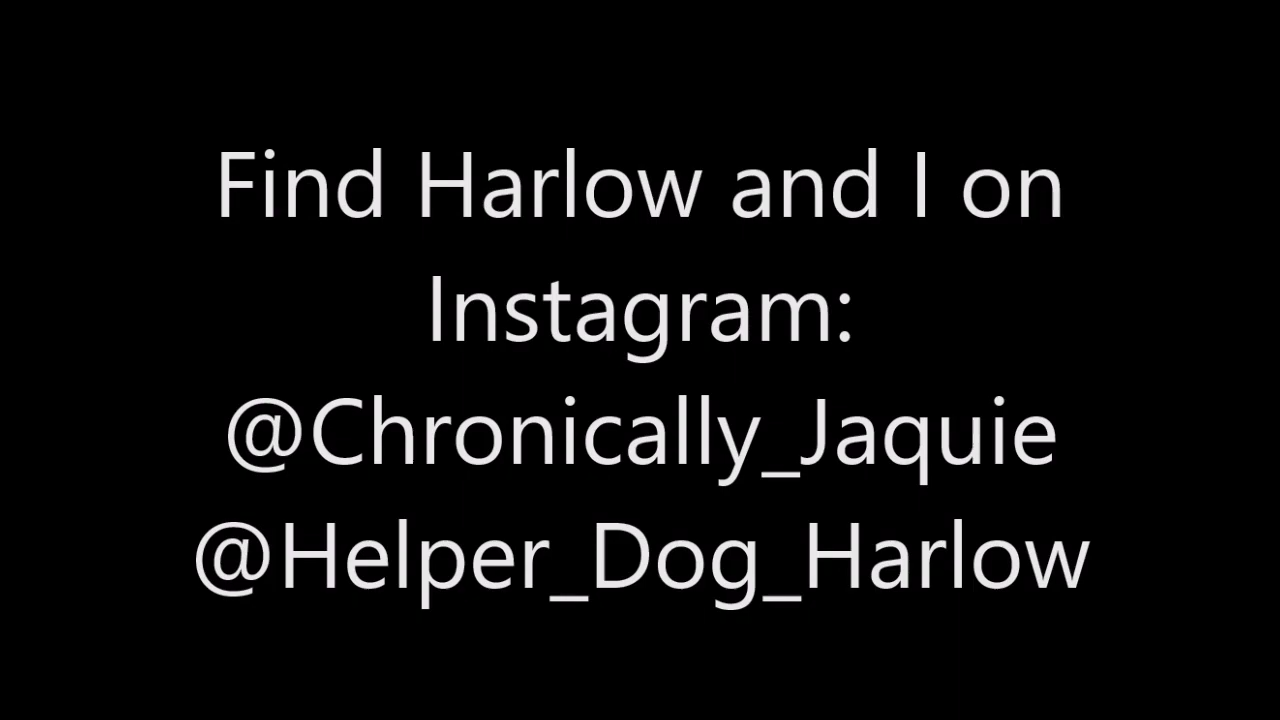 Find Harlow and I on
Instagram:
@Chronically_Jaquie
@Helper_Dog_Harlow